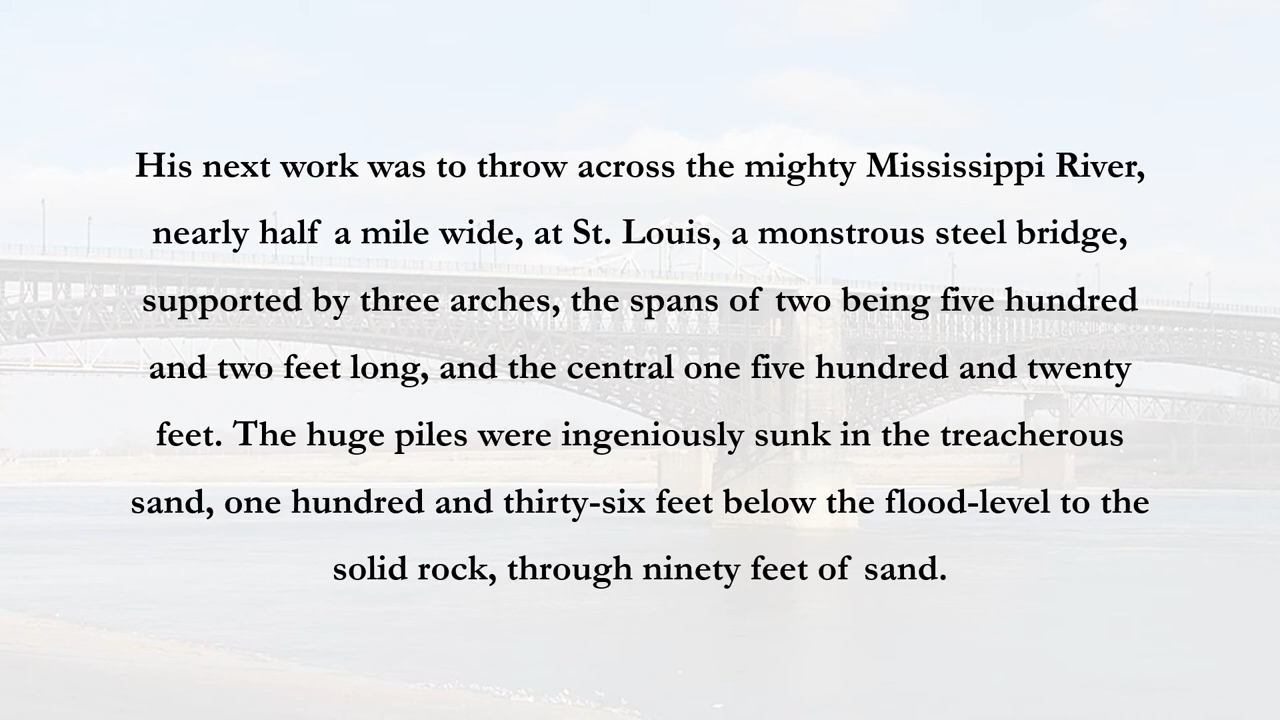 His next work was to throw across the mighty Mississippi River,
nearly half a mile wide, at St. Louis, a monstrous steel bridge,
supported by three arches, the spans of two being five hundred
and two feet long, and the central one five hundred and twenty
feet. The huge piles were ingeniously sunk in the treacherous
sand, one hundred and thirty-six feet below the flood-level to the
solid rock, through ninety feet of sand.